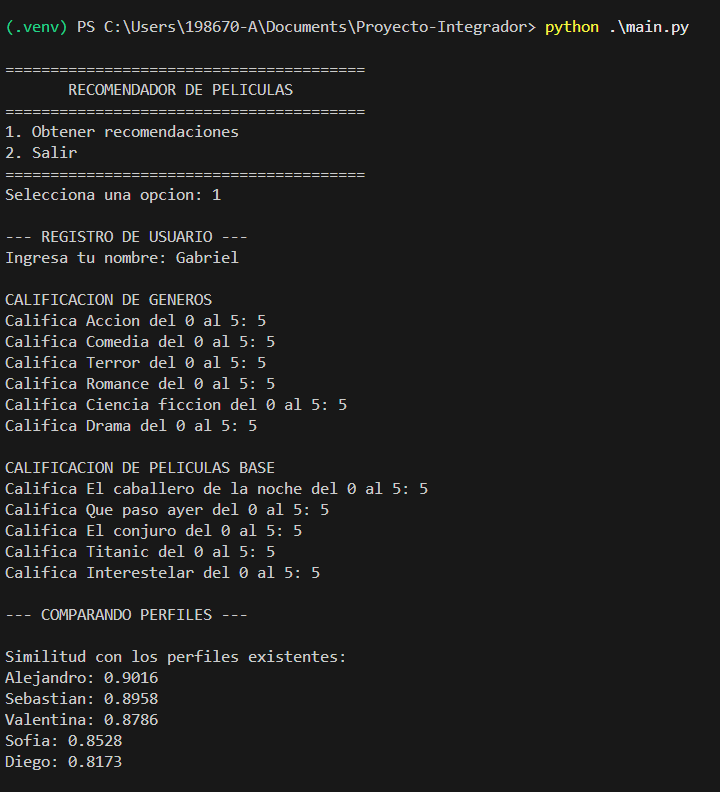 (.venv) PS C:\Users\198670-A\Documents\Proyecto-Integrador> python .\main.py
========================================
RECOMENDADOR DE PELICULAS
========================================
1. Obtener recomendaciones
2. Salir
========================================
Selecciona una opcion: 1
--- REGISTRO DE USUARIO ---
Ingresa tu nombre: Gabriel
CALIFICACION DE GENEROS
Califica Accion del 0 al 5: 5
Califica Comedia del 0 al 5: 5
Califica Terror del 0 al 5: 5
Califica Romance del 0 al 5: 5
Califica Ciencia ficcion del 0 al 5: 5
Califica Drama del 0 al 5: 5
CALIFICACION DE PELICULAS BASE
Califica El caballero de la noche del 0 al 5: 5
Califica Que paso ayer del 0 al 5: 5
Califica El conjuro del 0 al 5: 5
Califica Titanic del 0 al 5: 5
Califica Interestelar del 0 al 5: 5
--- COMPARANDO PERFILES ---
Similitud con los perfiles existentes:
Alejandro: 0.9016
Sebastian: 0.8958
Valentina: 0.8786
Sofia: 0.8528
Diego: 0.8173